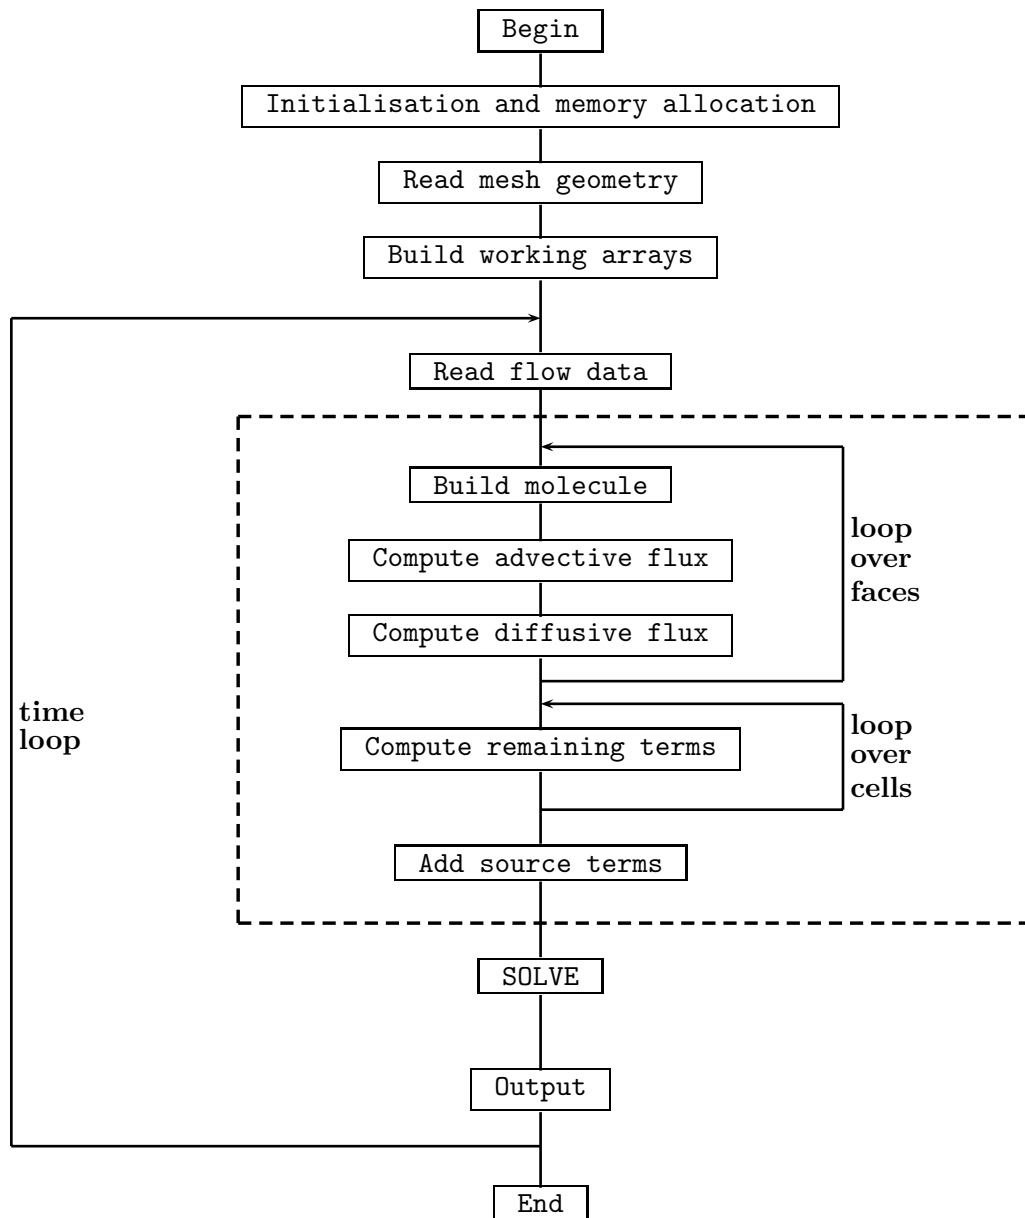 Begin
Initialisation and memory allocation
Read mesh geometry
Build working arrays
Read flow data
Build molecule
loop
over
faces
Compute advective flux
Compute diffusive flux
time
loop
Compute remaining terms
loop
over
cells
Add source terms
SOLVE
Output
End